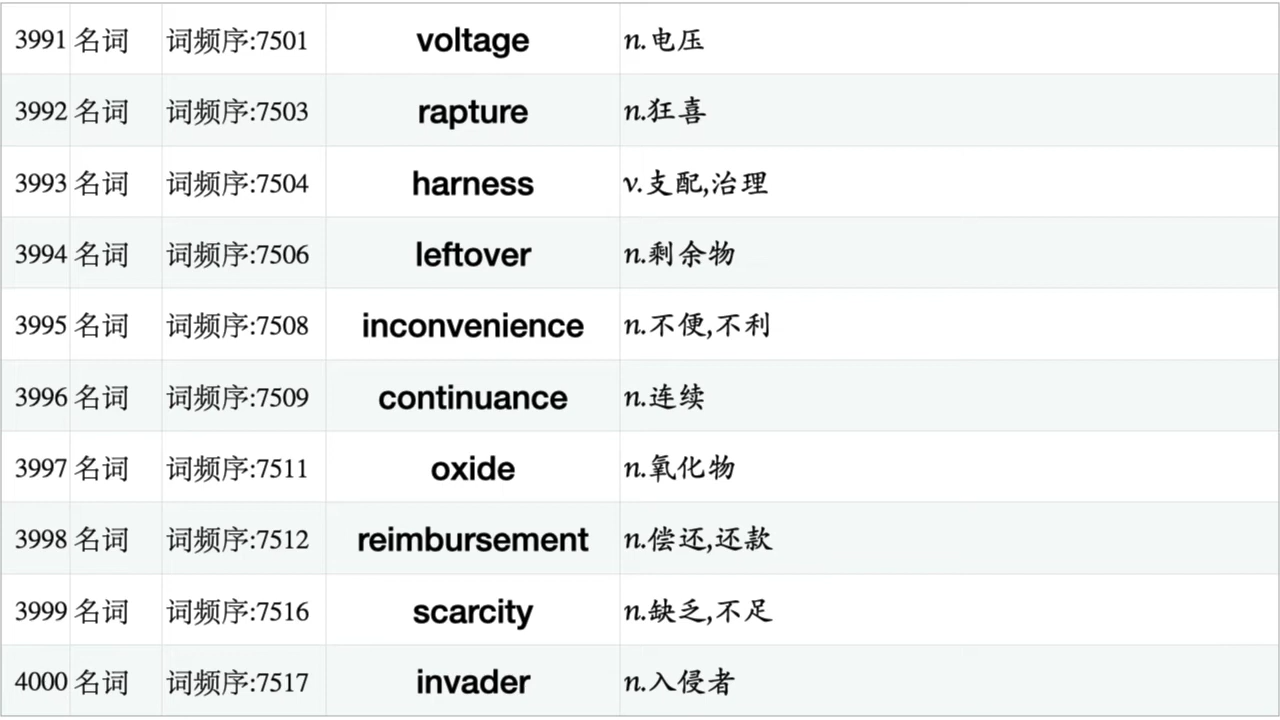 3991 名词 词频序:7501 voltage n.电压
3992 名词 词频序:7503 rapture n.狂喜
3993 名词 词频序:7504 harness v.支配,治理
3994 名词 词频序:7506 leftover n.剩余物
3995 名词 词频序:7508 inconvenience n.不便,不利
3996 名词 词频序:7509 continuance n.连续
3997 名词 词频序:7511 oxide n.氧化物
3998 名词 词频序:7512 reimbursement n.偿还,还款
3999 名词 词频序:7516 scarcity n.缺乏,不足
4000 名词 词频序:7517 invader n.入侵者